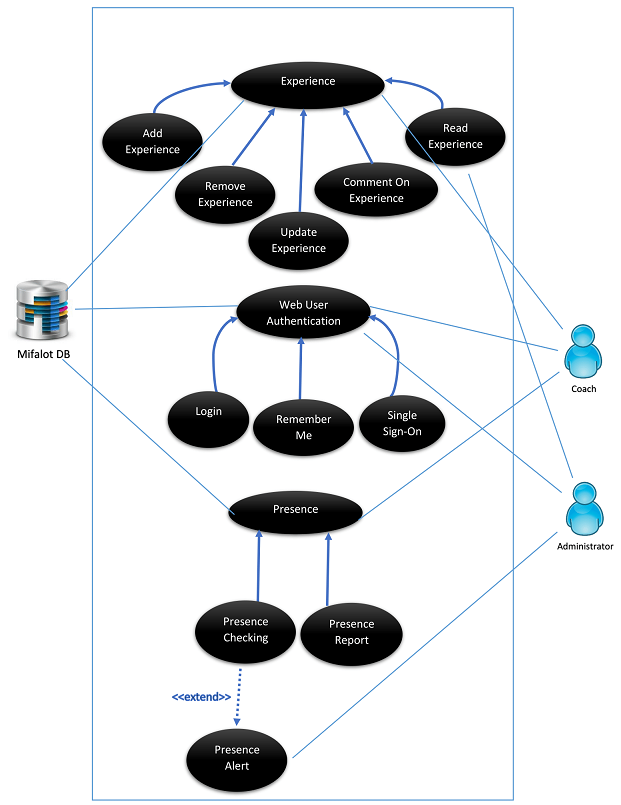 Experience
Add
Experience
Read
Experience
Remove
Experience
Comment On
Experience
Update
Experience
Web User
Authentication
Mifalot DB
Coach
Login
Remember
Me
Single
Sign-On
Presence
Administrator
Presence
Checking
Presence
Report
<<extend>>
Presence
Alert